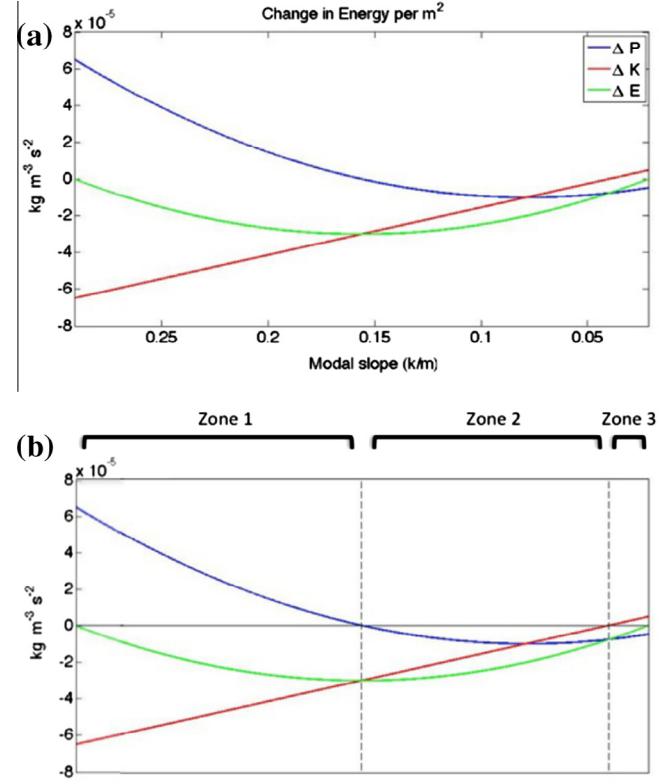 (a)
Change in Energy per m²
8 x 10⁻⁵
6
4
2
0
-2
-4
-6
-8
kg m⁻³ s⁻²
Δ P
Δ K
Δ E
0.25 0.2 0.15 0.1 0.05
Modal slope (k/m)
Zone 1 Zone 2 Zone 3
(b)
8 x 10⁻⁵
6
4
2
0
-2
-4
-6
-8
kg m⁻³ s⁻²